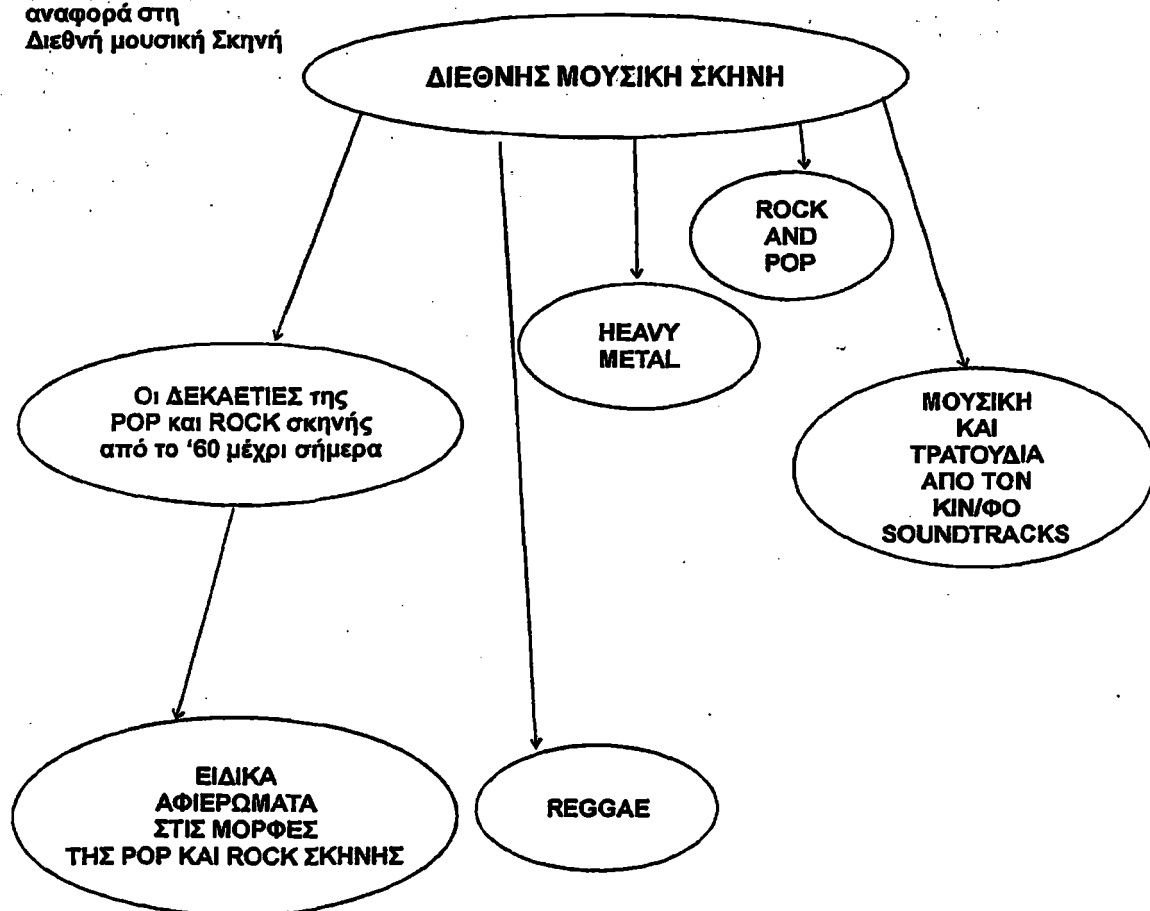 αναφορά στη
Διεθνή μουσική Σκηνή
ΔΙΕΘΝΗΣ ΜΟΥΣΙΚΗ ΣΚΗΝΗ
ROCK
AND
POP
HEAVY
METAL
Οι ΔΕΚΑΕΤΙΕΣ της
POP και ROCK σκηνής
από το ‘60 μέχρι σήμερα
ΜΟΥΣΙΚΗ
ΚΑΙ
ΤΡΑΤΟΥΔΙΑ
ΑΠΟ ΤΟΝ
ΚΙΝ/ΦΟ
SOUNDTRACKS
ΕΙΔΙΚΑ
ΑΦΙΕΡΩΜΑΤΑ
ΣΤΙΣ ΜΟΡΦΕΣ
ΤΗΣ POP ΚΑΙ ROCK ΣΚΗΝΗΣ
REGGAE